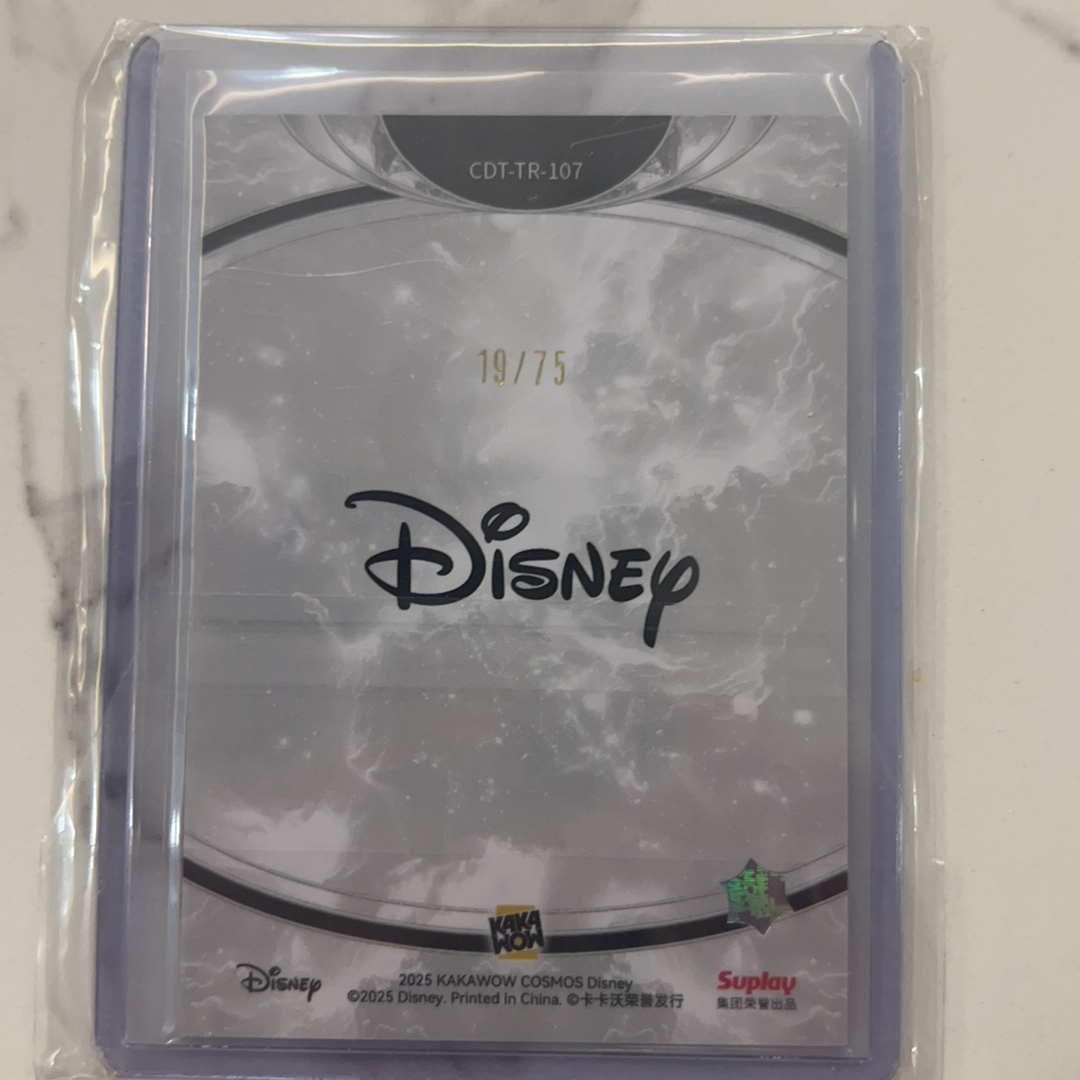 CDT-TR-107
19/75
Disney
KAKA
WOW
Disney
2025 KAKAWOW COSMOS Disney
©2025 Disney. Printed in China. ©卡卡沃荣誉发行
Suplay
集团荣誉出品